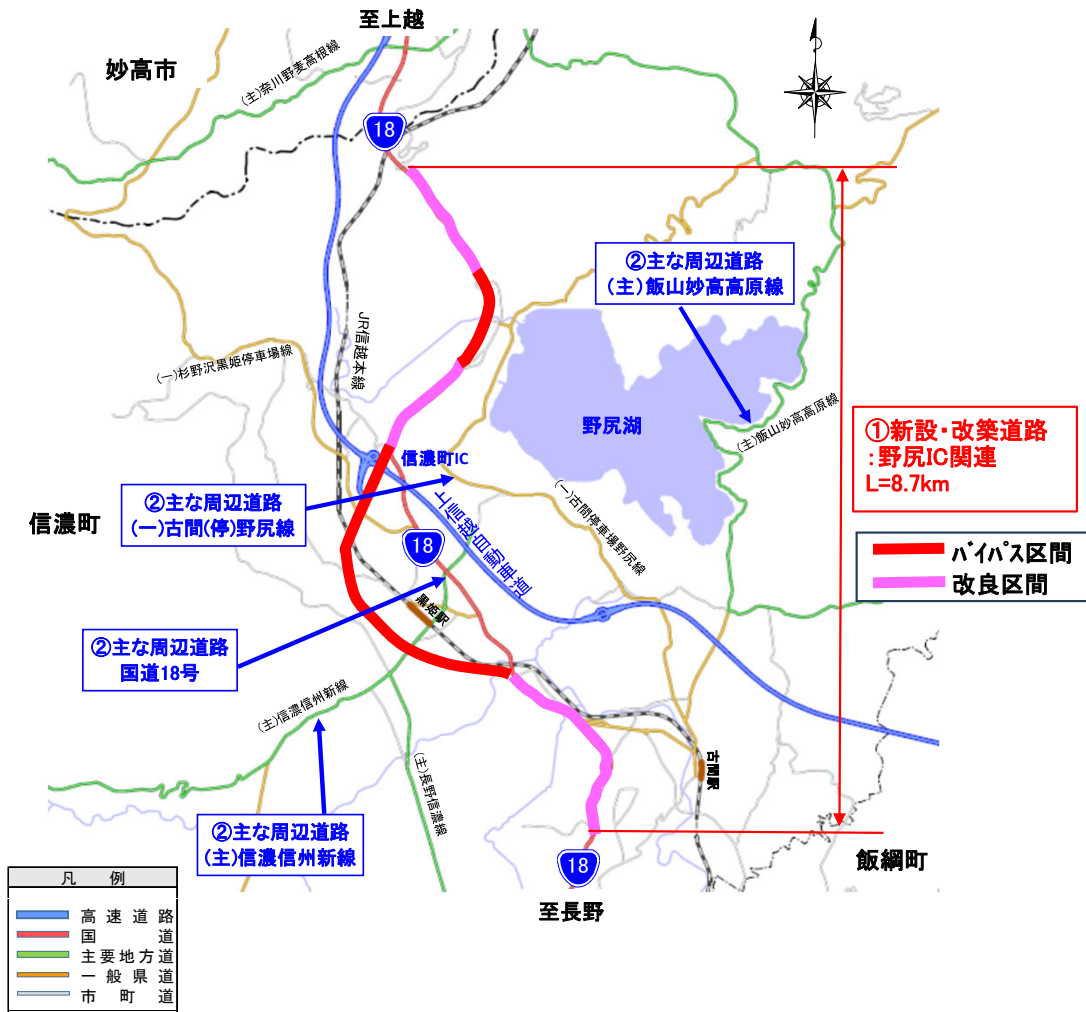 至上越
妙高市
(主)奈川野麦高根線
18
②主な周辺道路
(主)飯山妙高高原線
JR信越本線
(一)杉野沢黒姫停車場線
野尻湖
(主)飯山妙高高原線
①新設・改築道路
:野尻IC関連
L=8.7km
信濃町IC
②主な周辺道路
(一)古間(停)野尻線
(一)古間停車場野尻線
信濃町
上信越自動車道
18
バイパス区間
改良区間
黒姫駅
②主な周辺道路
国道18号
(主)信濃信州新線
(主)長野信濃線
古間駅
②主な周辺道路
(主)信濃信州新線
18
飯綱町
至長野
凡 例
高速道路
国 道
主要地方道
一般県道
市町道